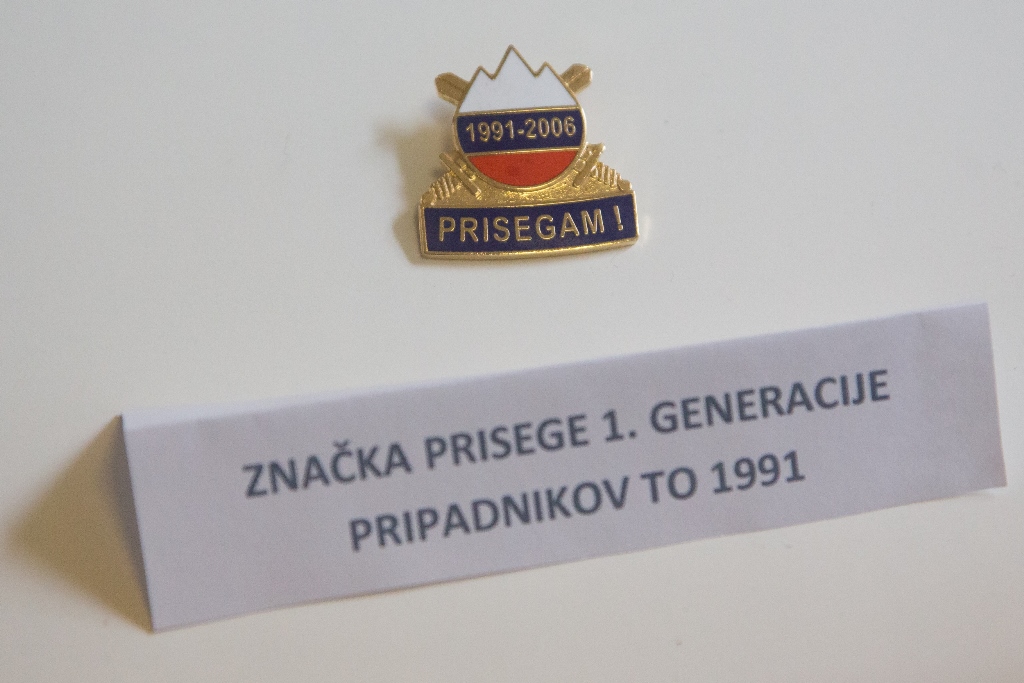 1991-2006
PRISEGAM !
ZNAČKA PRISEGE 1. GENERACIJE
PRIPADNIKOV TO 1991